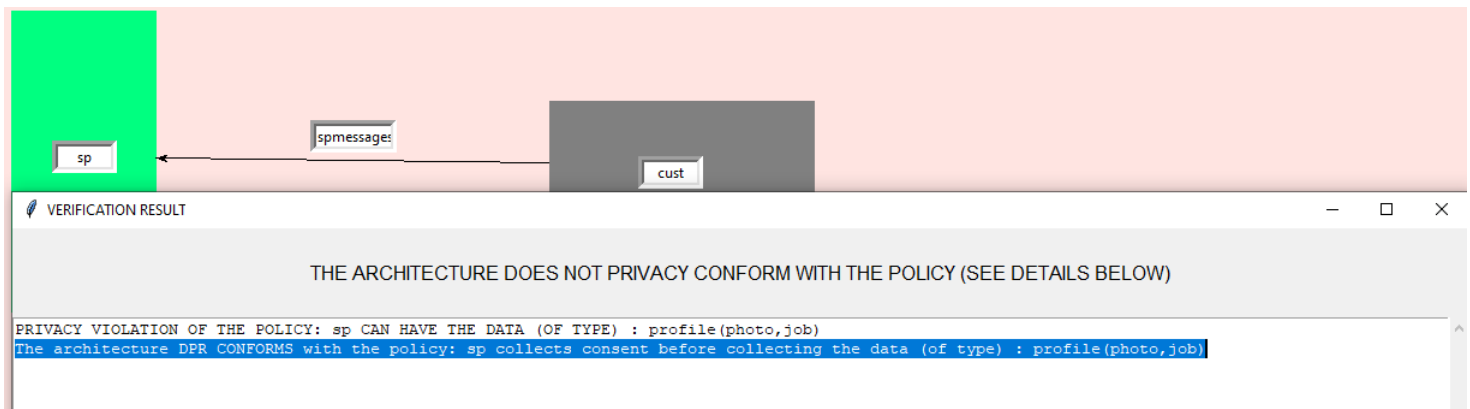 spmessages
sp
cust
VERIFICATION RESULT
THE ARCHITECTURE DOES NOT PRIVACY CONFORM WITH THE POLICY (SEE DETAILS BELOW)
PRIVACY VIOLATION OF THE POLICY: sp CAN HAVE THE DATA (OF TYPE) : profile(photo,job)
The architecture DPR CONFORMS with the policy: sp collects consent before collecting the data (of type) : profile(photo,job)